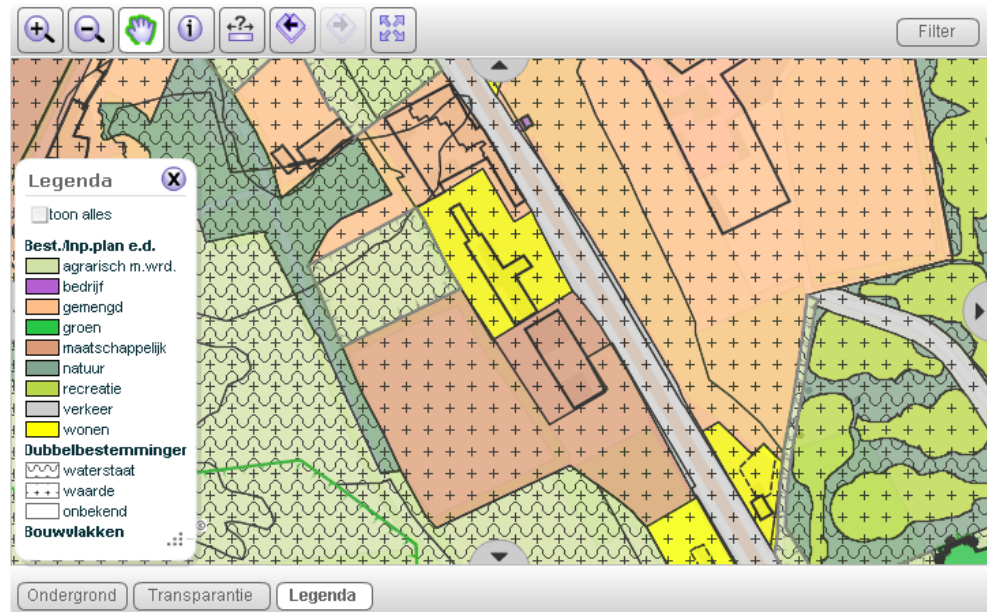 Filter
Legenda
toon alles
Best./Inp.plan e.d.
agrarisch m.wrd.
bedrijf
gemengd
groen
maatschappelijk
natuur
recreatie
verkeer
wonen
Dubbelbestemminger
waterstaat
waarde
onbekend
Bouwvlakken
Ondergrond Transparantie Legenda